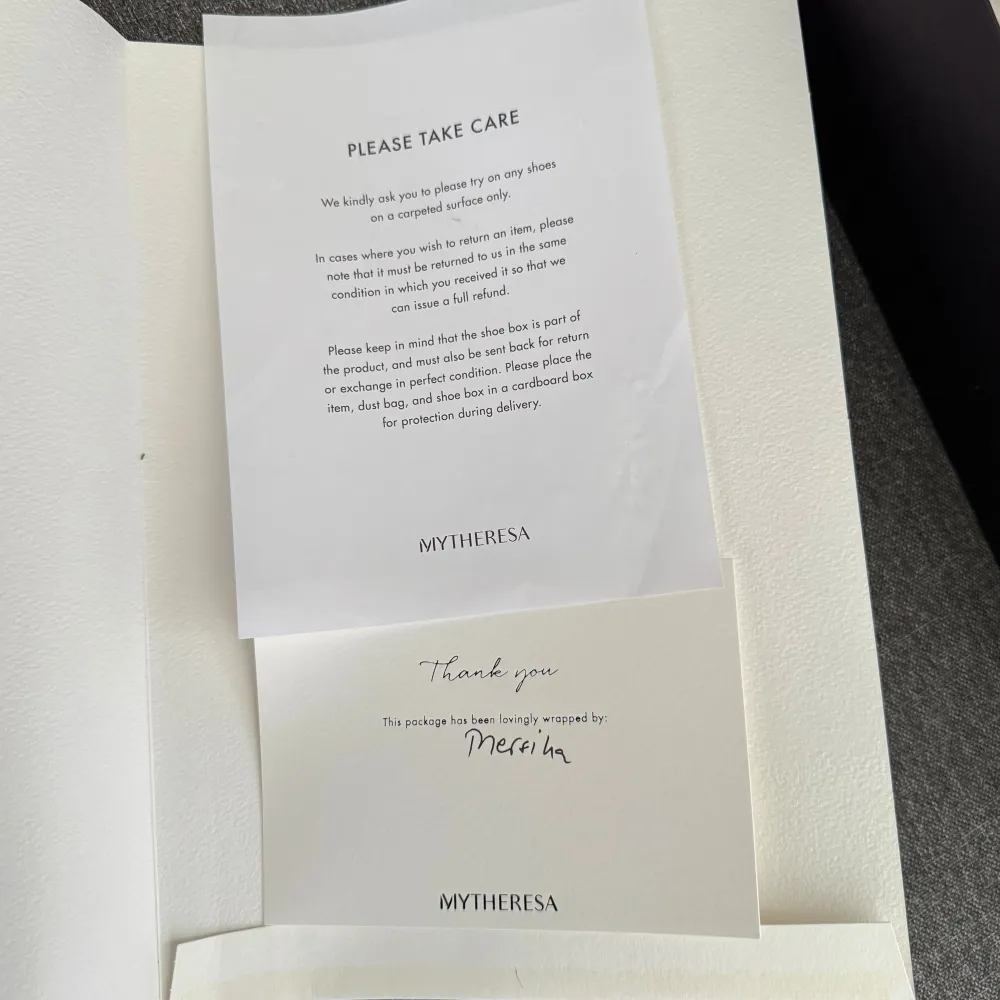 PLEASE TAKE CARE
We kindly ask you to please try on any shoes
on a carpeted surface only.
In cases where you wish to return an item, please
note that it must be returned to us in the same
condition in which you received it so that we
can issue a full refund.
Please keep in mind that the shoe box is part of
the product, and must also be sent back for return
or exchange in perfect condition. Please place the
item, dust bag, and shoe box in a cardboard box
for protection during delivery.
MYTHERESA
Thank you
This package has been lovingly wrapped by:
MYTHERESA